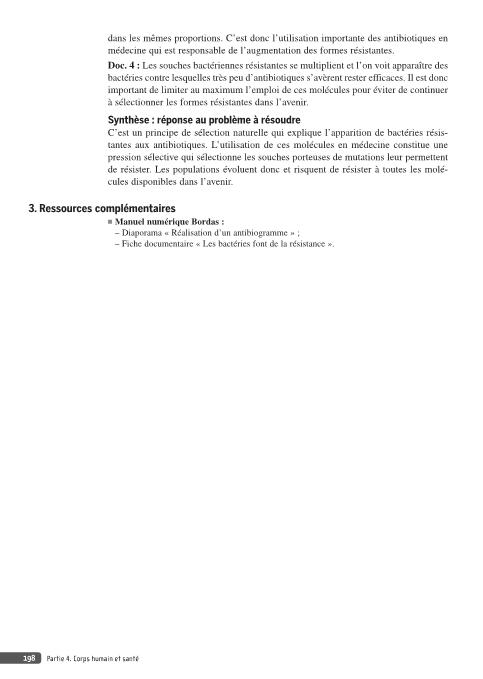 dans les mêmes proportions. C’est donc l’utilisation importante des antibiotiques en
médecine qui est responsable de l’augmentation des formes résistantes.
Doc. 4 : Les souches bactériennes résistantes se multiplient et l’on voit apparaître des
bactéries contre lesquelles très peu d’antibiotiques s’avèrent rester efficaces. Il est donc
important de limiter au maximum l’emploi de ces molécules pour éviter de continuer
à sélectionner les formes résistantes dans l’avenir.
Synthèse : réponse au problème à résoudre
C’est un principe de sélection naturelle qui explique l’apparition de bactéries résis-
tantes aux antibiotiques. L’utilisation de ces molécules en médecine constitue une
pression sélective qui sélectionne les souches porteuses de mutations leur permettent
de résister. Les populations évoluent donc et risquent de résister à toutes les molé-
cules disponibles dans l’avenir.
3. Ressources complémentaires
■ Manuel numérique Bordas :
– Diaporama « Réalisation d’un antibiogramme » ;
– Fiche documentaire « Les bactéries font de la résistance ».
198 Partie 4. Corps humain et santé